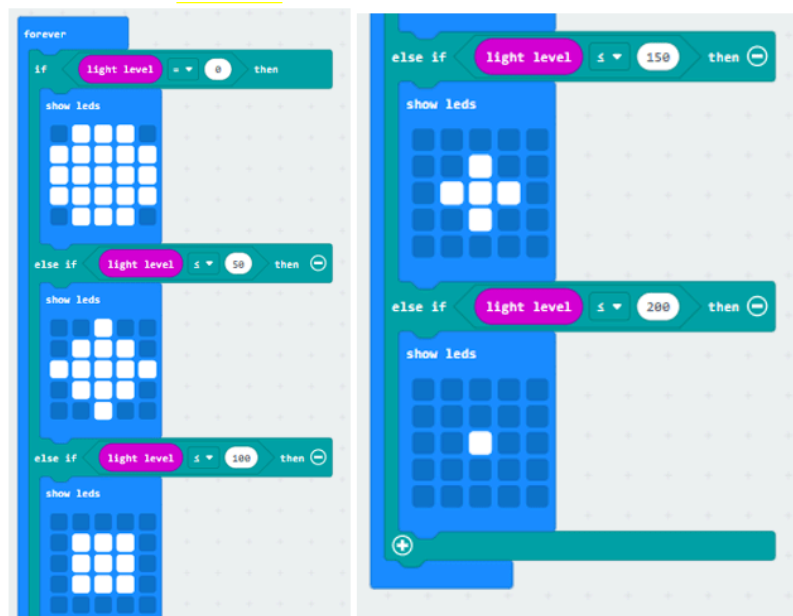 forever
if light level = 0 then
show leds
else if light level ≤ 50 then
show leds
else if light level ≤ 100 then
show leds
else if light level ≤ 150 then
show leds
else if light level ≤ 200 then
show leds